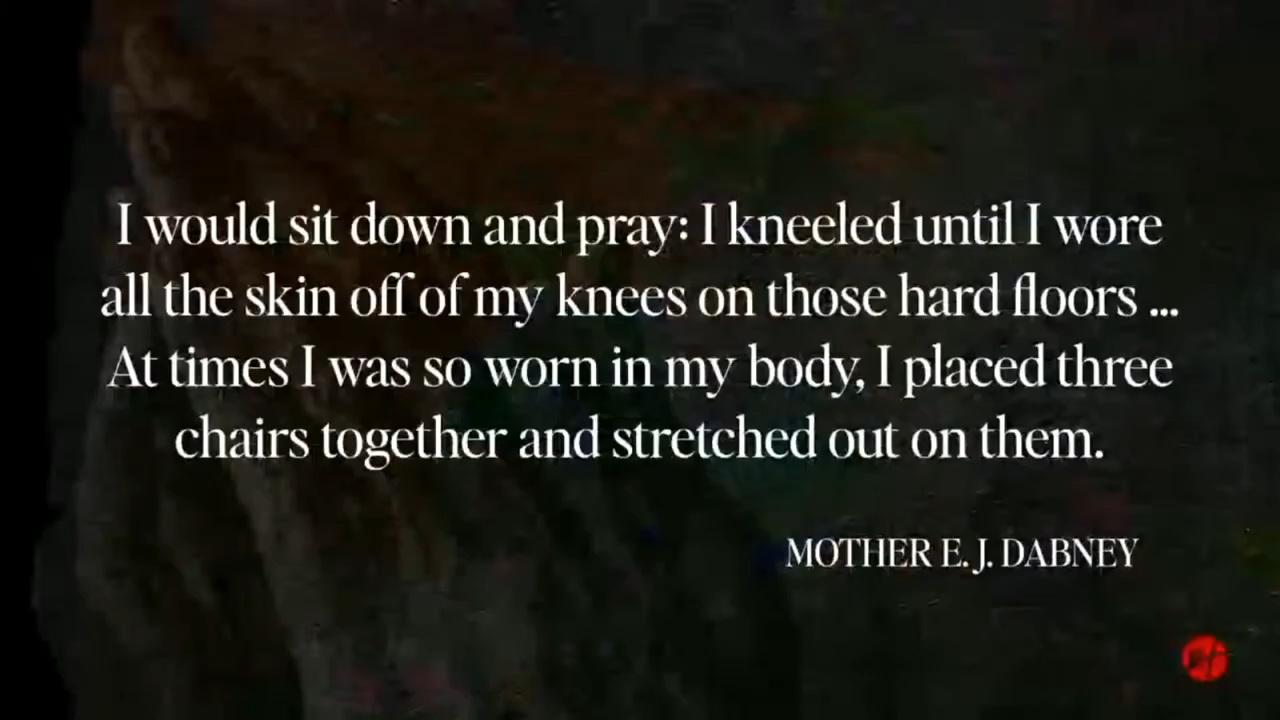 I would sit down and pray: I kneeled until I wore
all the skin off of my knees on those hard floors ...
At times I was so worn in my body, I placed three
chairs together and stretched out on them.
MOTHER E. J. DABNEY